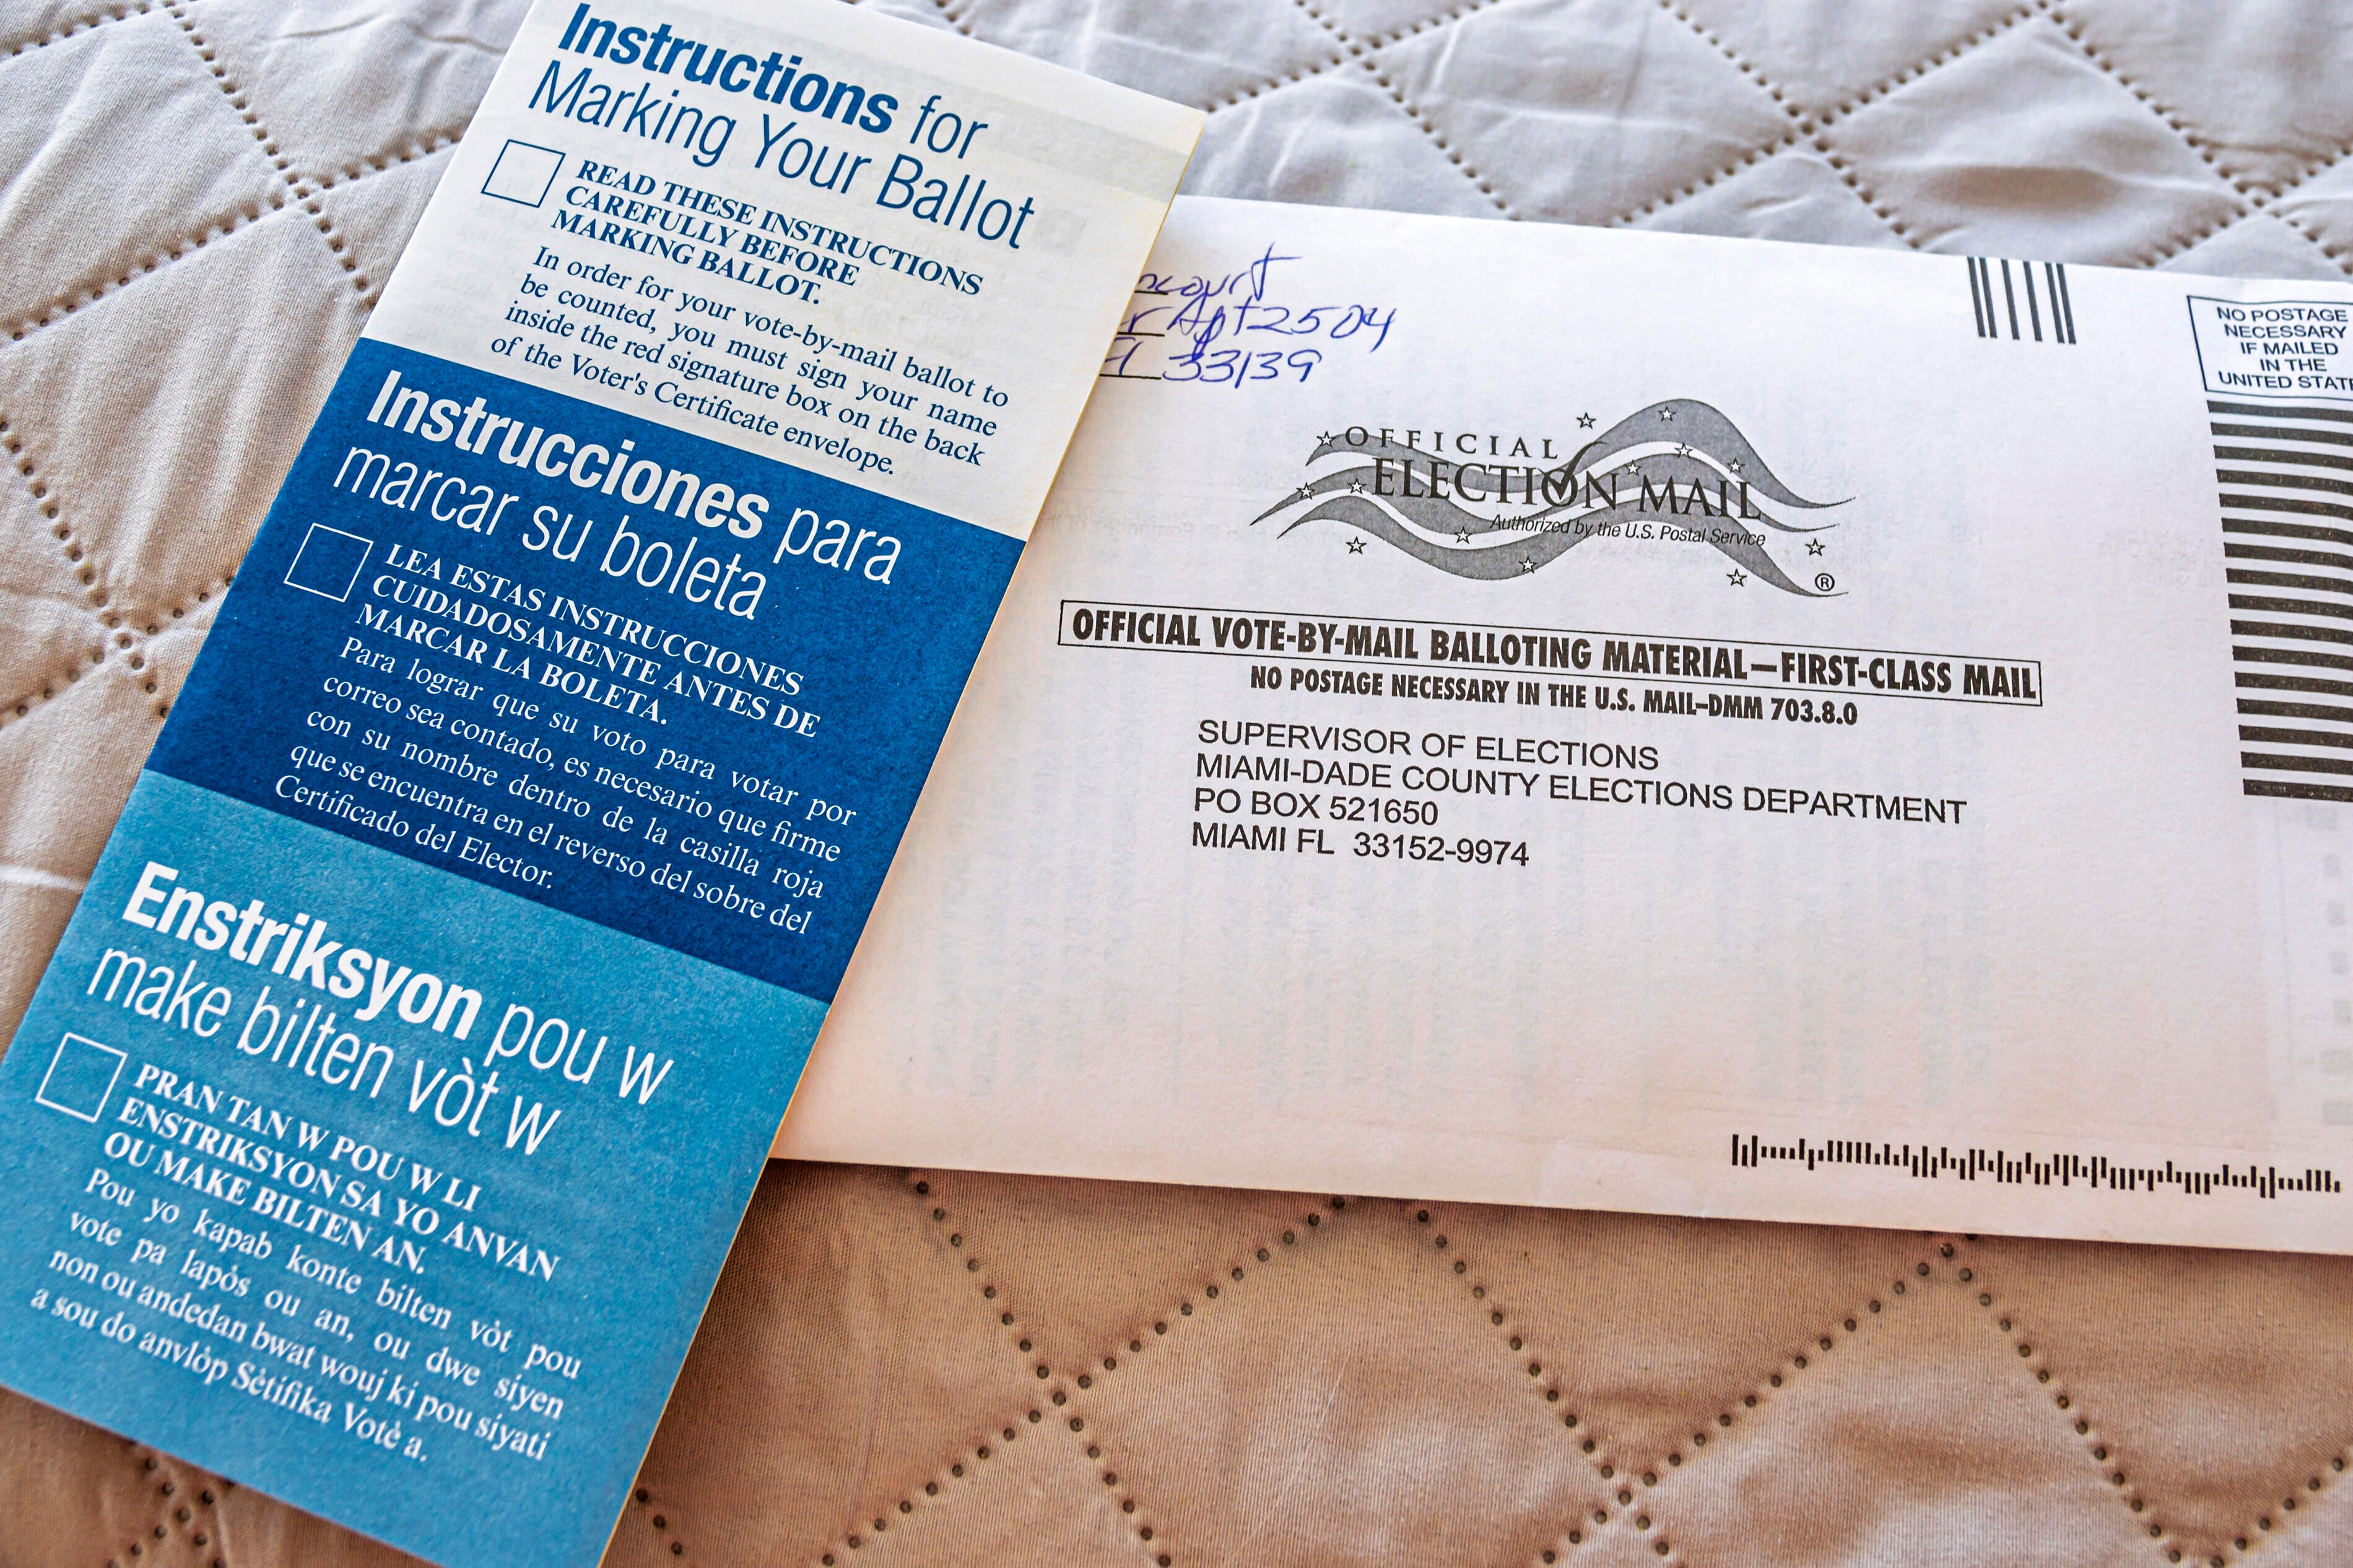 Instructions for
Marking Your Ballot
READ THESE INSTRUCTIONS
CAREFULLY BEFORE
MARKING BALLOT.
In order for your vote-by-mail ballot to
be counted, you must sign your name
inside the red signature box on the back
of the Voter's Certificate envelope.
Instrucciones para
marcar su boleta
LEA ESTAS INSTRUCCIONES
CUIDADOSAMENTE ANTES DE
MARCAR LA BOLETA.
Para lograr que su voto para votar por
correo sea contado, es necesario que firme
con su nombre dentro de la casilla roja
que se encuentra en el reverso del sobre del
Certificado del Elector.
Enstriksyon pou w
make bilten vòt w
PRAN TAN W POU W LI
ENSTRIKSYON SA YO ANVAN
OU MAKE BILTEN AN.
Pou yo kapab konte bilten vòt pou
vote pa lapòs ou an, ou dwe siyen
non ou andedan bwat wouj ki pou siyati
a sou do anvlòp Sètifika Votè a.
ncourt
r Apt 2504
FL 33139
NO POSTAGE
NECESSARY
IF MAILED
IN THE
UNITED STATE
OFFICIAL
ELECTION MAIL
Authorized by the U.S. Postal Service
®
OFFICIAL VOTE-BY-MAIL BALLOTING MATERIAL—FIRST-CLASS MAIL
NO POSTAGE NECESSARY IN THE U.S. MAIL–DMM 703.8.0
SUPERVISOR OF ELECTIONS
MIAMI-DADE COUNTY ELECTIONS DEPARTMENT
PO BOX 521650
MIAMI FL 33152-9974